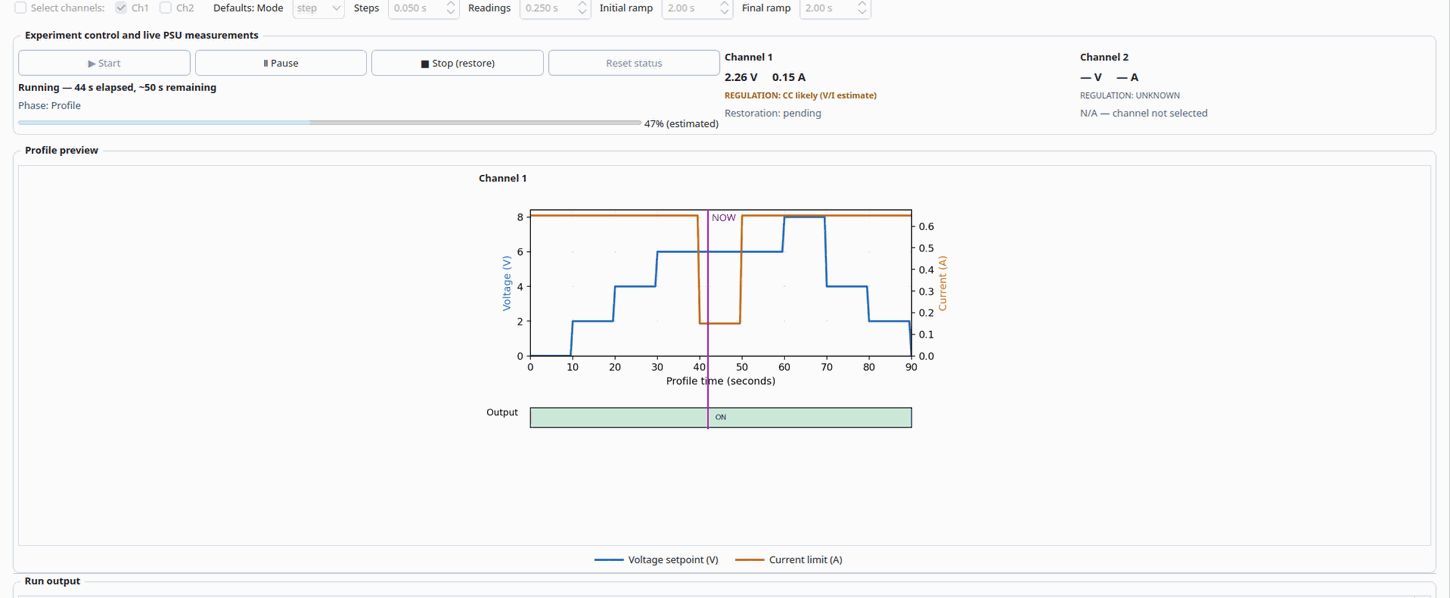 Select channels: Ch1 Ch2 Defaults: Mode step Steps 0.050 s Readings 0.250 s Initial ramp 2.00 s Final ramp 2.00 s
Experiment control and live PSU measurements
▶ Start ⏸ Pause ■ Stop (restore) Reset status
Running — 44 s elapsed, ~50 s remaining
Phase: Profile
47% (estimated)
Channel 1
2.26 V 0.15 A
REGULATION: CC likely (V/I estimate)
Restoration: pending
Channel 2
— V — A
REGULATION: UNKNOWN
N/A — channel not selected
Profile preview
Channel 1
NOW
8
6
4
2
0
Voltage (V)
0.6
0.5
0.4
0.3
0.2
0.1
0.0
Current (A)
0 10 20 30 40 50 60 70 80 90
Profile time (seconds)
Output ON
Voltage setpoint (V) Current limit (A)
Run output